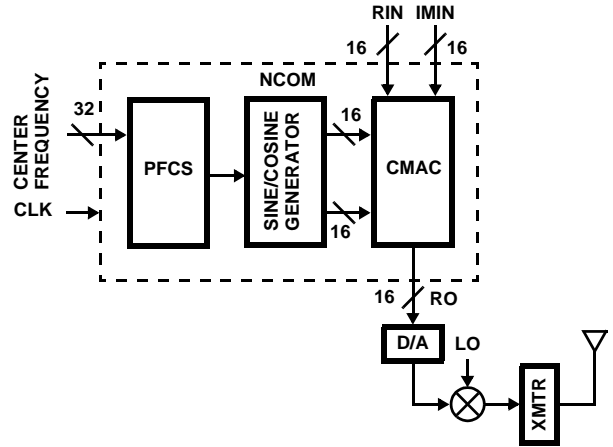 RIN IMIN
16 16
NCOM
CENTER
FREQUENCY
32
CLK
PFCS
SINE/COSINE
GENERATOR
16
16
CMAC
16 RO
D/A
LO
XMTR